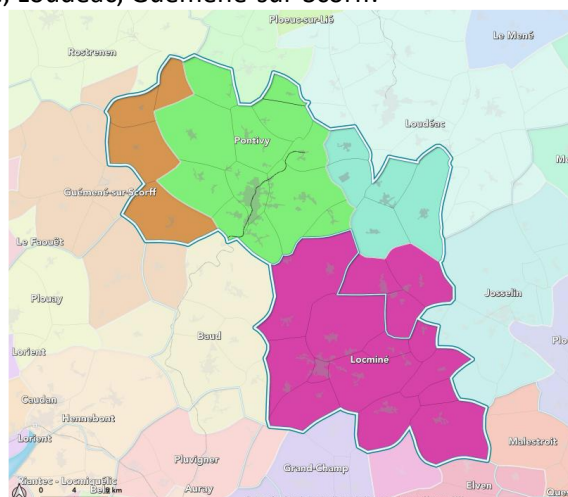 , Loudéac, Guémené-sur-Scorff.
Ploeuc-sur-Lié
Rostrenen
Le Mené
Loudéac
Pontivy
Guémené-sur-Scorff
Le Faouët
Josselin
Plouay
Baud
Lorient
Locminé
Caudan
Hennebont
Malestroit
Lorient
Pluvigner
Grand-Champ
Elven
Auray
0 4 8 km